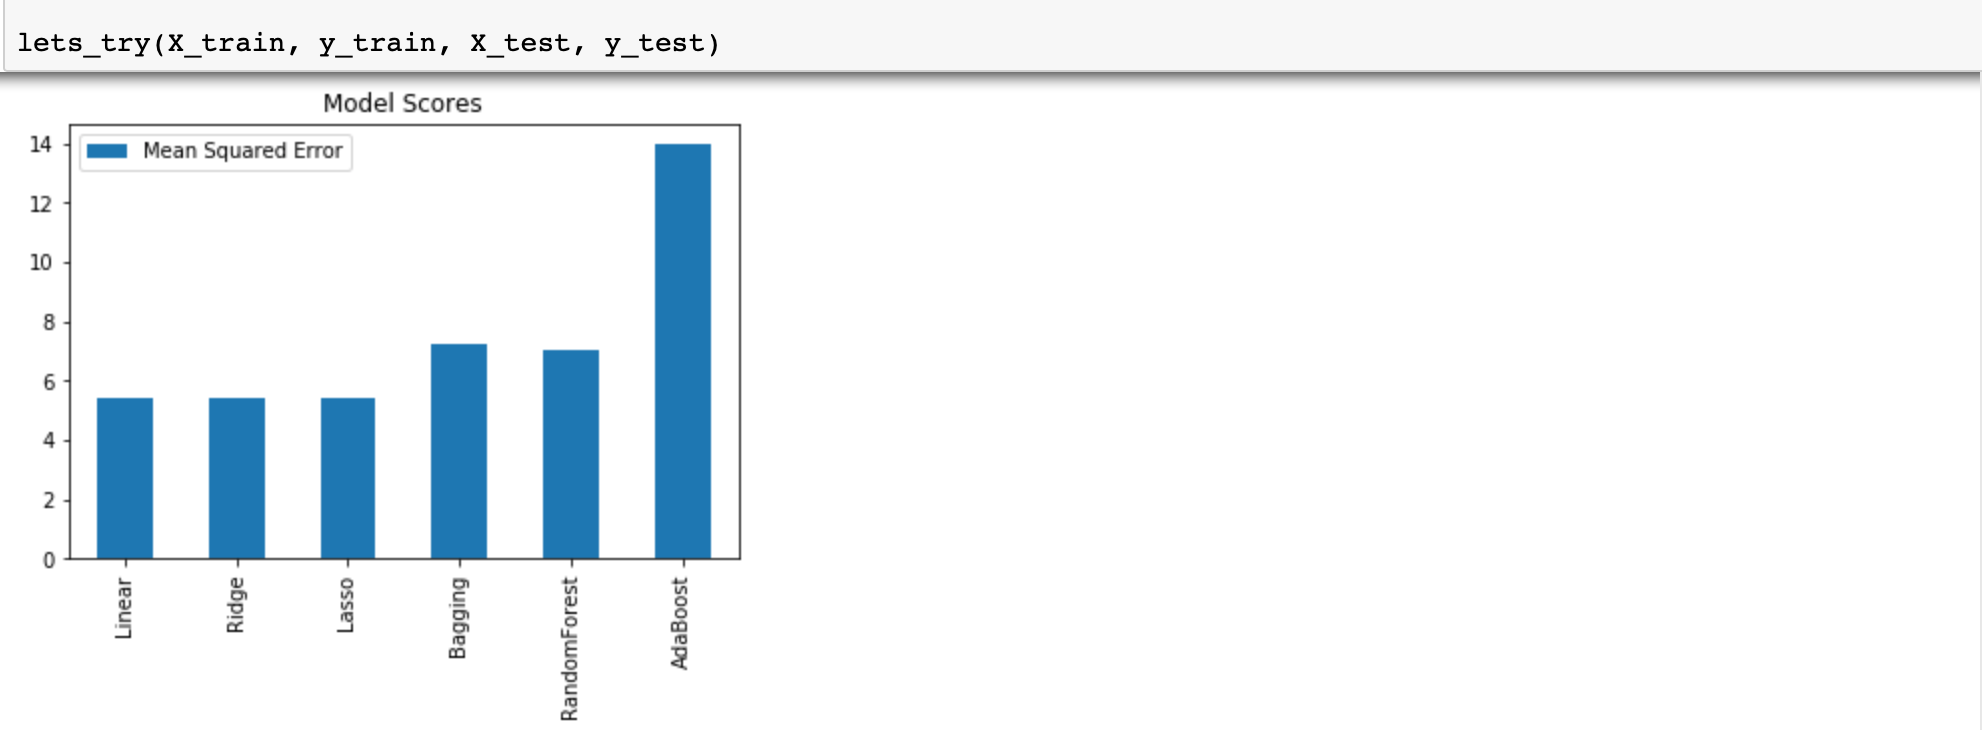 lets_try(X_train, y_train, X_test, y_test)
Model Scores
Mean Squared Error
14
12
10
8
6
4
2
0
Linear
Ridge
Lasso
Bagging
RandomForest
AdaBoost